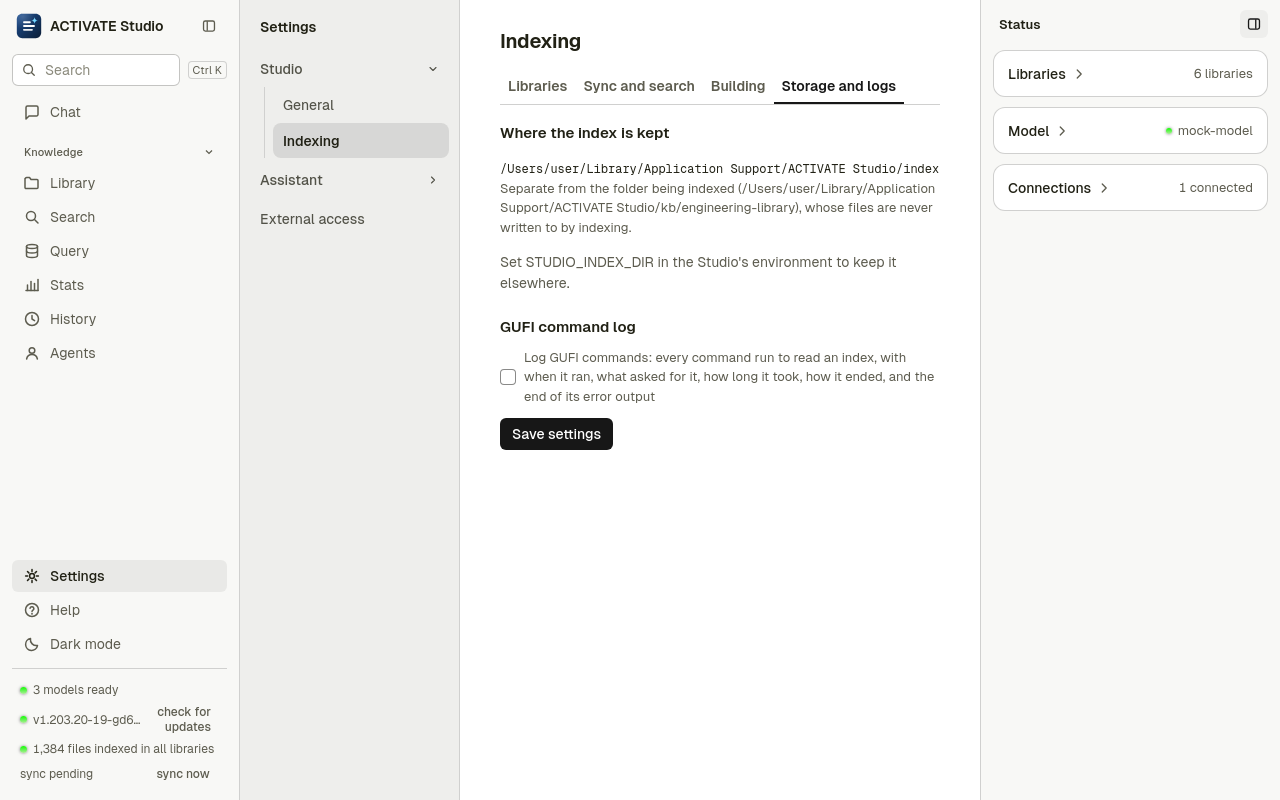 ACTIVATE Studio
Search
Ctrl K
Chat
Knowledge
Library
Search
Query
Stats
History
Agents
Settings
Help
Dark mode
3 models ready
v1.203.20-19-gd6...
check for
updates
1,384 files indexed in all libraries
sync pending
sync now
Settings
Studio
General
Indexing
Assistant
External access
Indexing
Libraries
Sync and search
Building
Storage and logs
Where the index is kept
/Users/user/Library/Application Support/ACTIVATE Studio/index
Separate from the folder being indexed (/Users/user/Library/Application
Support/ACTIVATE Studio/kb/engineering-library), whose files are never
written to by indexing.
Set STUDIO_INDEX_DIR in the Studio's environment to keep it
elsewhere.
GUFI command log
Log GUFI commands: every command run to read an index, with
when it ran, what asked for it, how long it took, how it ended, and the
end of its error output
Save settings
Status
Libraries
6 libraries
Model
mock-model
Connections
1 connected